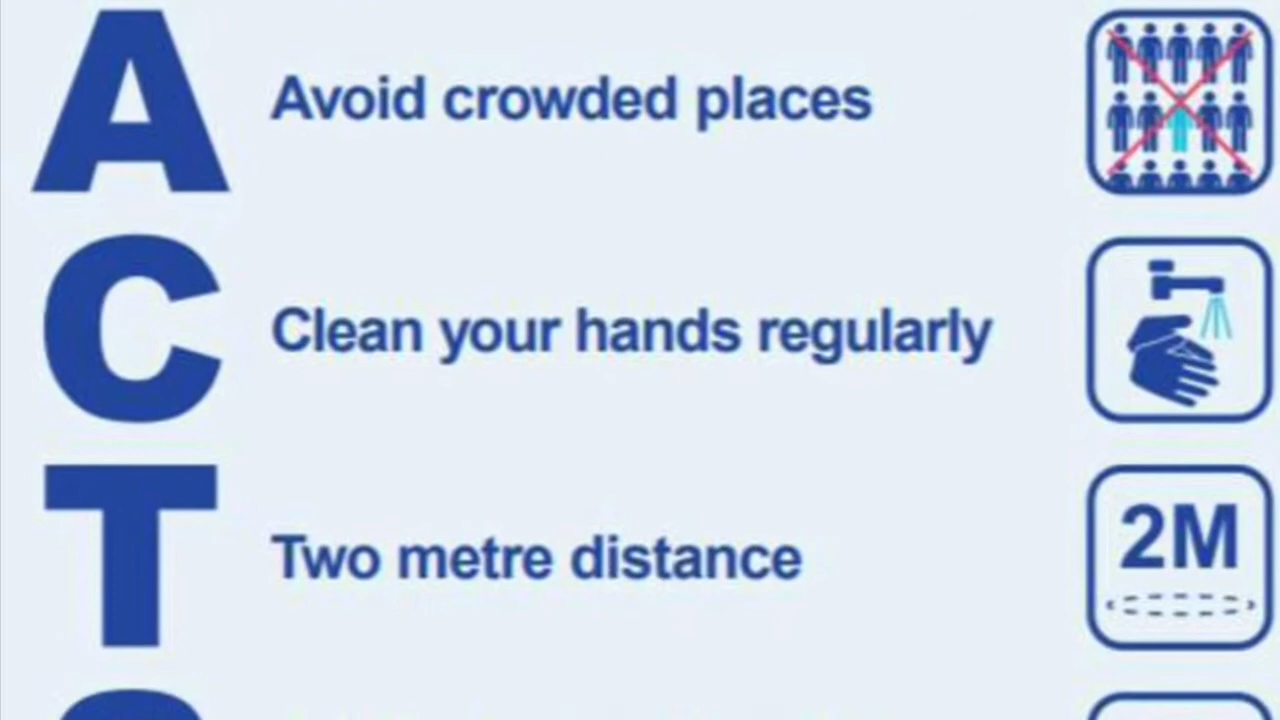 A Avoid crowded places
C Clean your hands regularly
T Two metre distance
2M